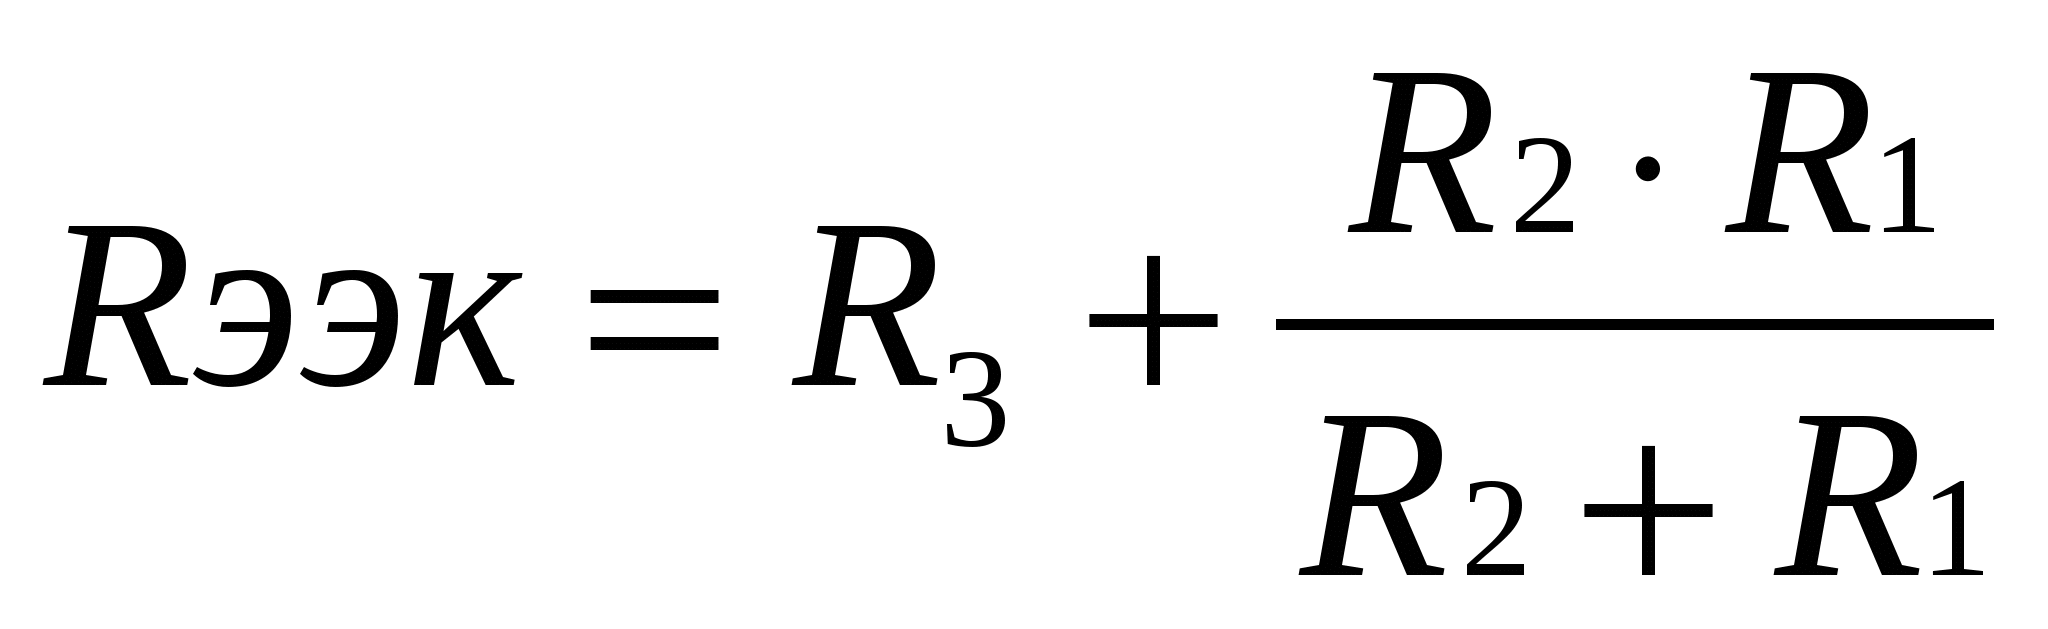 Rээк = R₃ + (R₂ · R₁) / (R₂ + R₁)